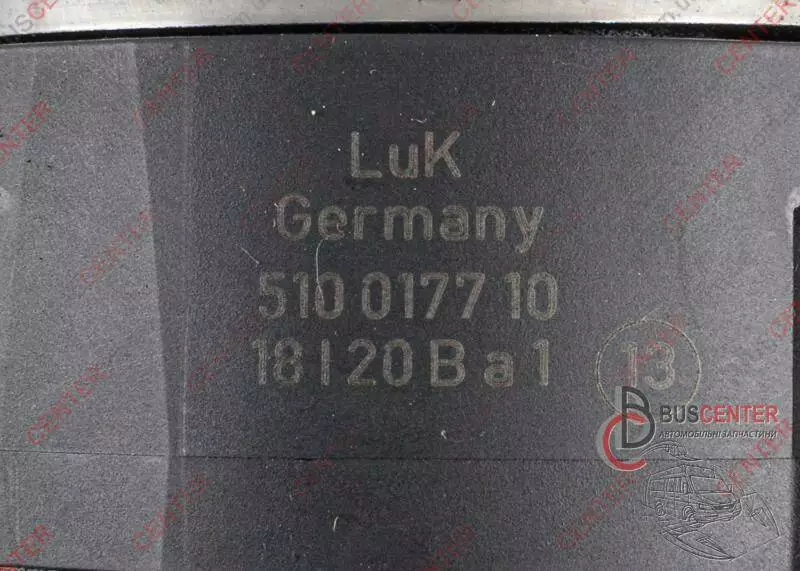 LuK
Germany
510 0177 10
18 I 20 B a 1
13
BUSCENTER
АВТОМОБІЛЬНІ ЗАПЧАСТИНИ